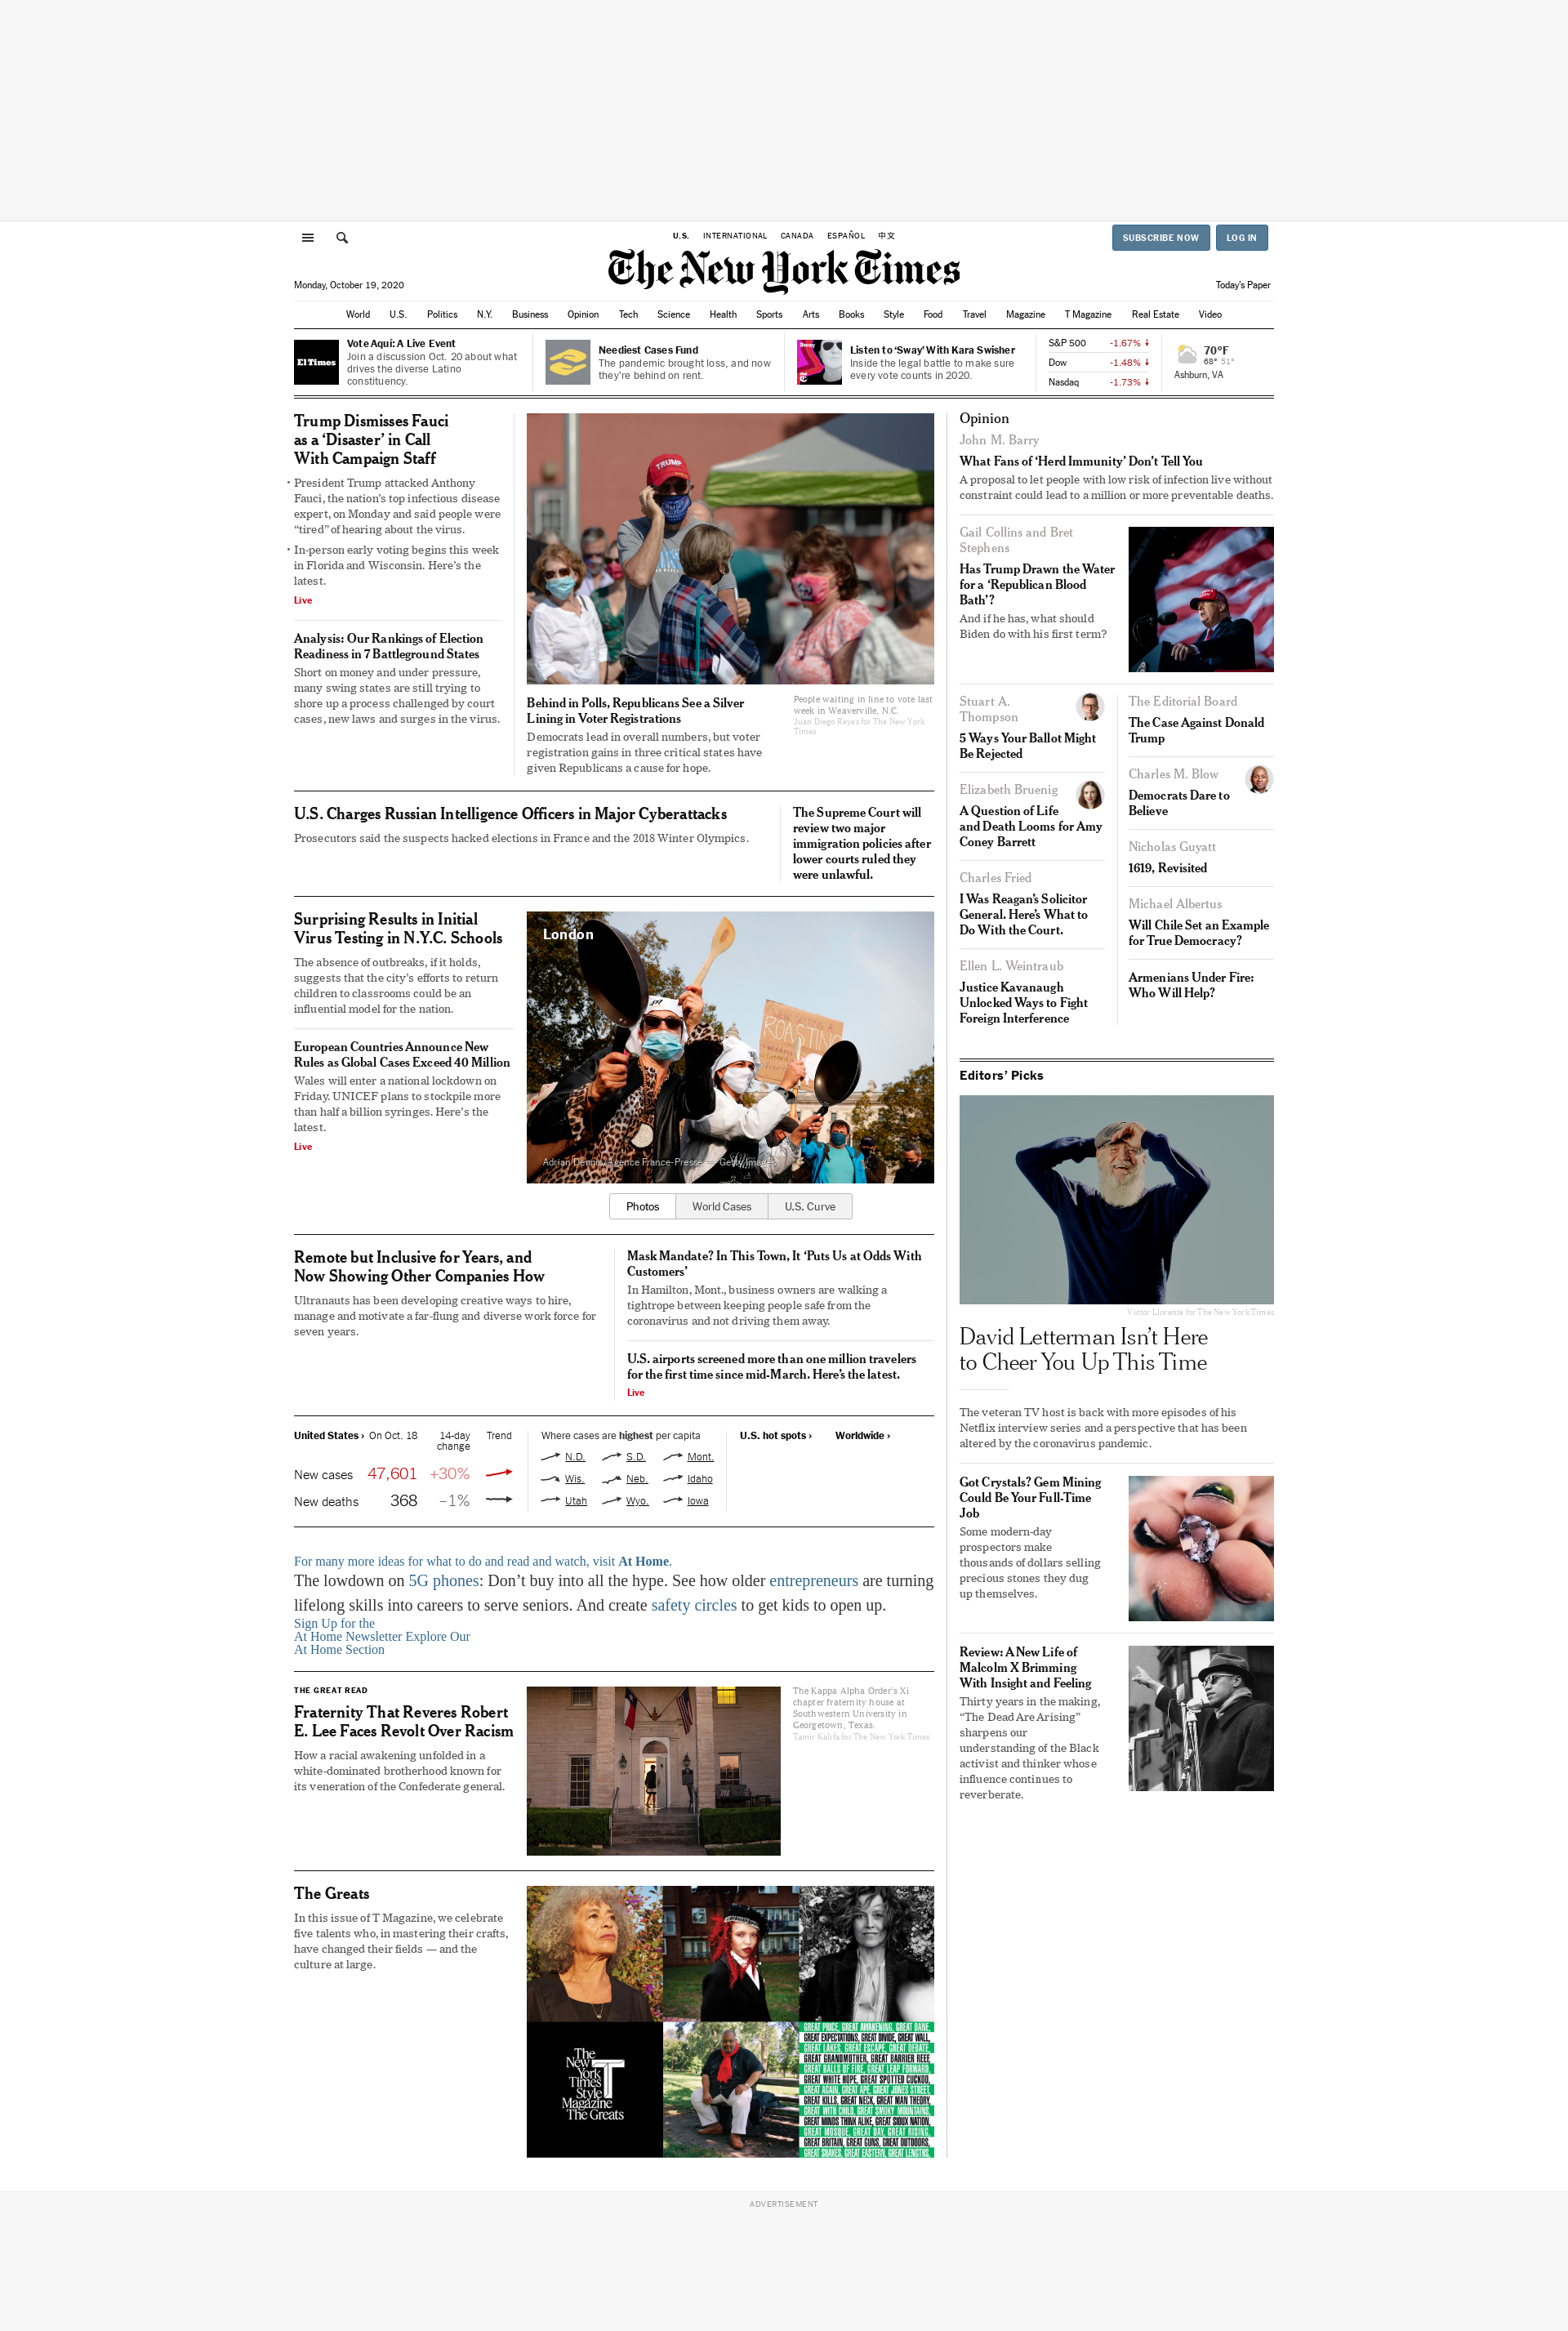 U.S. INTERNATIONAL CANADA ESPAÑOL 中文
SUBSCRIBE NOW LOG IN
The New York Times
Monday, October 19, 2020
Today's Paper
World U.S. Politics N.Y. Business Opinion Tech Science Health Sports Arts Books Style Food Travel Magazine T Magazine Real Estate Video
El Times
Vote Aquí: A Live Event
Join a discussion Oct. 20 about what
drives the diverse Latino
constituency.
Neediest Cases Fund
The pandemic brought loss, and now
they're behind on rent.
Sway
Listen to ‘Sway’ With Kara Swisher
Inside the legal battle to make sure
every vote counts in 2020.
S&P 500 -1.67%
Dow -1.48%
Nasdaq -1.73%
70°F
68° 51°
Ashburn, VA
Trump Dismisses Fauci
as a ‘Disaster’ in Call
With Campaign Staff
• President Trump attacked Anthony
Fauci, the nation’s top infectious disease
expert, on Monday and said people were
“tired” of hearing about the virus.
• In-person early voting begins this week
in Florida and Wisconsin. Here’s the
latest.
Live
Analysis: Our Rankings of Election
Readiness in 7 Battleground States
Short on money and under pressure,
many swing states are still trying to
shore up a process challenged by court
cases, new laws and surges in the virus.
TRUMP
Behind in Polls, Republicans See a Silver
Lining in Voter Registrations
Democrats lead in overall numbers, but voter
registration gains in three critical states have
given Republicans a cause for hope.
People waiting in line to vote last
week in Weaverville, N.C.
Juan Diego Reyes for The New York
Times
U.S. Charges Russian Intelligence Officers in Major Cyberattacks
Prosecutors said the suspects hacked elections in France and the 2018 Winter Olympics.
The Supreme Court will
review two major
immigration policies after
lower courts ruled they
were unlawful.
Surprising Results in Initial
Virus Testing in N.Y.C. Schools
The absence of outbreaks, if it holds,
suggests that the city’s efforts to return
children to classrooms could be an
influential model for the nation.
European Countries Announce New
Rules as Global Cases Exceed 40 Million
Wales will enter a national lockdown on
Friday. UNICEF plans to stockpile more
than half a billion syringes. Here’s the
latest.
Live
London
ROASTING
Adrian Dennis/Agence France-Presse — Getty Images
Photos World Cases U.S. Curve
Remote but Inclusive for Years, and
Now Showing Other Companies How
Ultranauts has been developing creative ways to hire,
manage and motivate a far-flung and diverse work force for
seven years.
Mask Mandate? In This Town, It ‘Puts Us at Odds With
Customers’
In Hamilton, Mont., business owners are walking a
tightrope between keeping people safe from the
coronavirus and not driving them away.
U.S. airports screened more than one million travelers
for the first time since mid-March. Here’s the latest.
Live
United States › On Oct. 18 14-day
change Trend
New cases 47,601 +30%
New deaths 368 –1%
Where cases are highest per capita
N.D. S.D. Mont.
Wis. Neb. Idaho
Utah Wyo. Iowa
U.S. hot spots › Worldwide ›
For many more ideas for what to do and read and watch, visit At Home.
The lowdown on 5G phones: Don’t buy into all the hype. See how older entrepreneurs are turning
lifelong skills into careers to serve seniors. And create safety circles to get kids to open up.
Sign Up for the
At Home Newsletter Explore Our
At Home Section
THE GREAT READ
Fraternity That Reveres Robert
E. Lee Faces Revolt Over Racism
How a racial awakening unfolded in a
white-dominated brotherhood known for
its veneration of the Confederate general.
The Kappa Alpha Order’s Xi
chapter fraternity house at
Southwestern University in
Georgetown, Texas.
Tamir Kalifa for The New York Times
The Greats
In this issue of T Magazine, we celebrate
five talents who, in mastering their crafts,
have changed their fields — and the
culture at large.
The
New
York
Times
Style
Magazine
The Greats
GREAT PRICE, GREAT AWAKENING, GREAT DANE,
GREAT EXPECTATIONS, GREAT DIVIDE, GREAT WALL,
GREAT LAKES, GREAT ESCAPE, GREAT DEBATE,
GREAT GRANDMOTHER, GREAT BARRIER REEF,
GREAT BALLS OF FIRE, GREAT LEAP FORWARD,
GREAT WHITE HOPE, GREAT SPOTTED CUCKOO,
GREAT AGAIN, GREAT APE, GREAT JONES STREET,
GREAT KILLS, GREAT NECK, GREAT MAN THEORY,
GREAT WITH CHILD, GREAT SMOKY MOUNTAINS,
GREAT MINDS THINK ALIKE, GREAT SIOUX NATION,
GREAT MOSQUE, GREAT DAY, GREAT RISING,
GREAT BRITAIN, GREAT GUNS, GREAT OUTDOORS,
GREAT SNAKES, GREAT EASTERN, GREAT LENGTHS,
Opinion
John M. Barry
What Fans of ‘Herd Immunity’ Don’t Tell You
A proposal to let people with low risk of infection live without
constraint could lead to a million or more preventable deaths.
Gail Collins and Bret
Stephens
Has Trump Drawn the Water
for a ‘Republican Blood
Bath’?
And if he has, what should
Biden do with his first term?
Stuart A.
Thompson
5 Ways Your Ballot Might
Be Rejected
Elizabeth Bruenig
A Question of Life
and Death Looms for Amy
Coney Barrett
Charles Fried
I Was Reagan’s Solicitor
General. Here’s What to
Do With the Court.
Ellen L. Weintraub
Justice Kavanaugh
Unlocked Ways to Fight
Foreign Interference
The Editorial Board
The Case Against Donald
Trump
Charles M. Blow
Democrats Dare to
Believe
Nicholas Guyatt
1619, Revisited
Michael Albertus
Will Chile Set an Example
for True Democracy?
Armenians Under Fire:
Who Will Help?
Editors’ Picks
Victor Llorente for The New York Times
David Letterman Isn’t Here
to Cheer You Up This Time
The veteran TV host is back with more episodes of his
Netflix interview series and a perspective that has been
altered by the coronavirus pandemic.
Got Crystals? Gem Mining
Could Be Your Full-Time
Job
Some modern-day
prospectors make
thousands of dollars selling
precious stones they dug
up themselves.
Review: A New Life of
Malcolm X Brimming
With Insight and Feeling
Thirty years in the making,
“The Dead Are Arising”
sharpens our
understanding of the Black
activist and thinker whose
influence continues to
reverberate.
ADVERTISEMENT